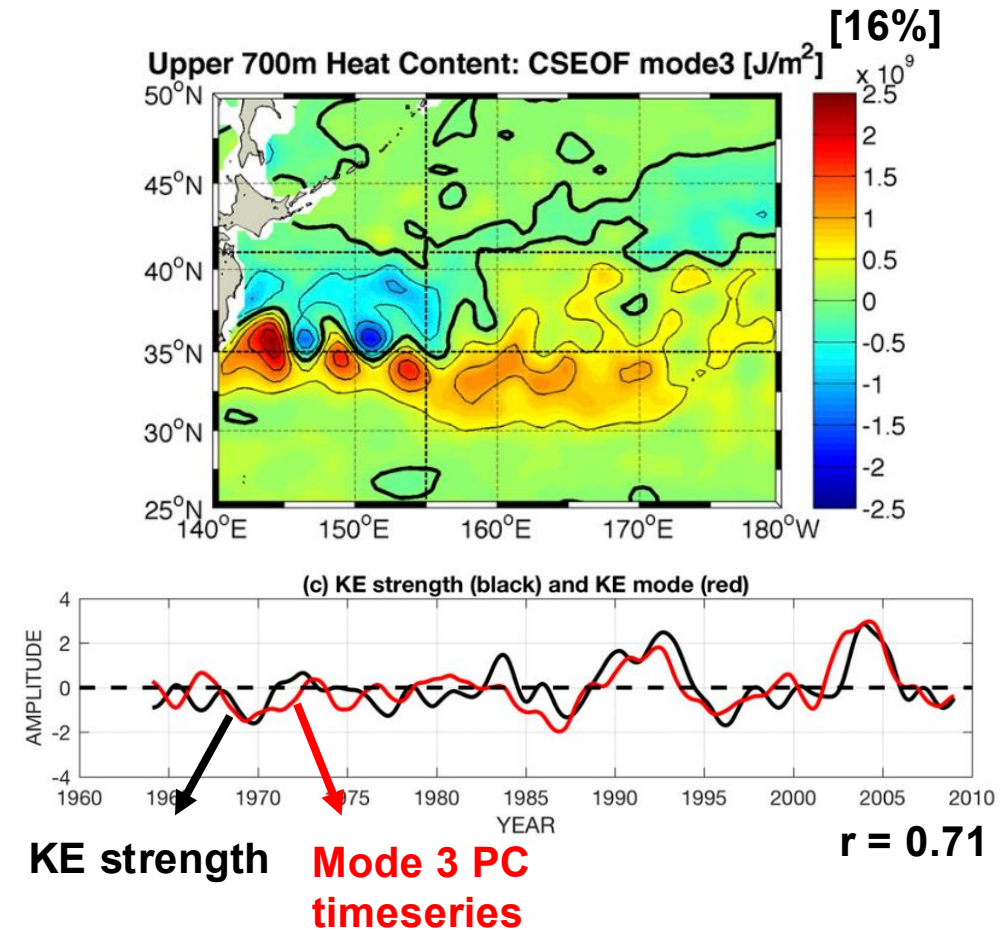 [16%]
Upper 700m Heat Content: CSEOF mode3 [J/m²]
x 10⁹
50°N
45°N
40°N
35°N
30°N
25°N
140°E 150°E 160°E 170°E 180°W
2.5
2
1.5
1
0.5
0
-0.5
-1
-1.5
-2
-2.5
(c) KE strength (black) and KE mode (red)
AMPLITUDE
4
2
0
-2
-4
1960 1970 1980 1985 1990 1995 2000 2005 2010
YEAR
r = 0.71
KE strength
Mode 3 PC
timeseries